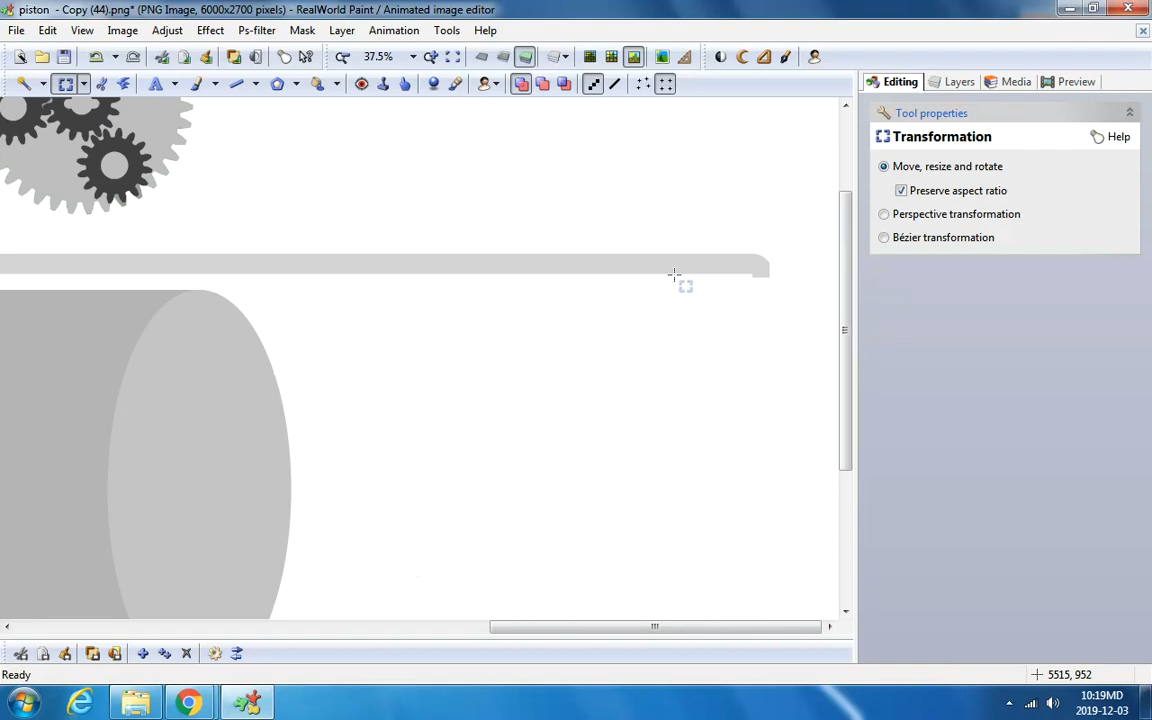 piston - Copy (44).png* (PNG Image, 6000x2700 pixels) - RealWorld Paint / Animated image editor
File Edit View Image Adjust Effect Ps-filter Mask Layer Animation Tools Help
37.5%
Editing Layers Media Preview
Tool properties
Transformation Help
Move, resize and rotate
Preserve aspect ratio
Perspective transformation
Bézier transformation
Ready 5515, 952
10:19MD
2019-12-03